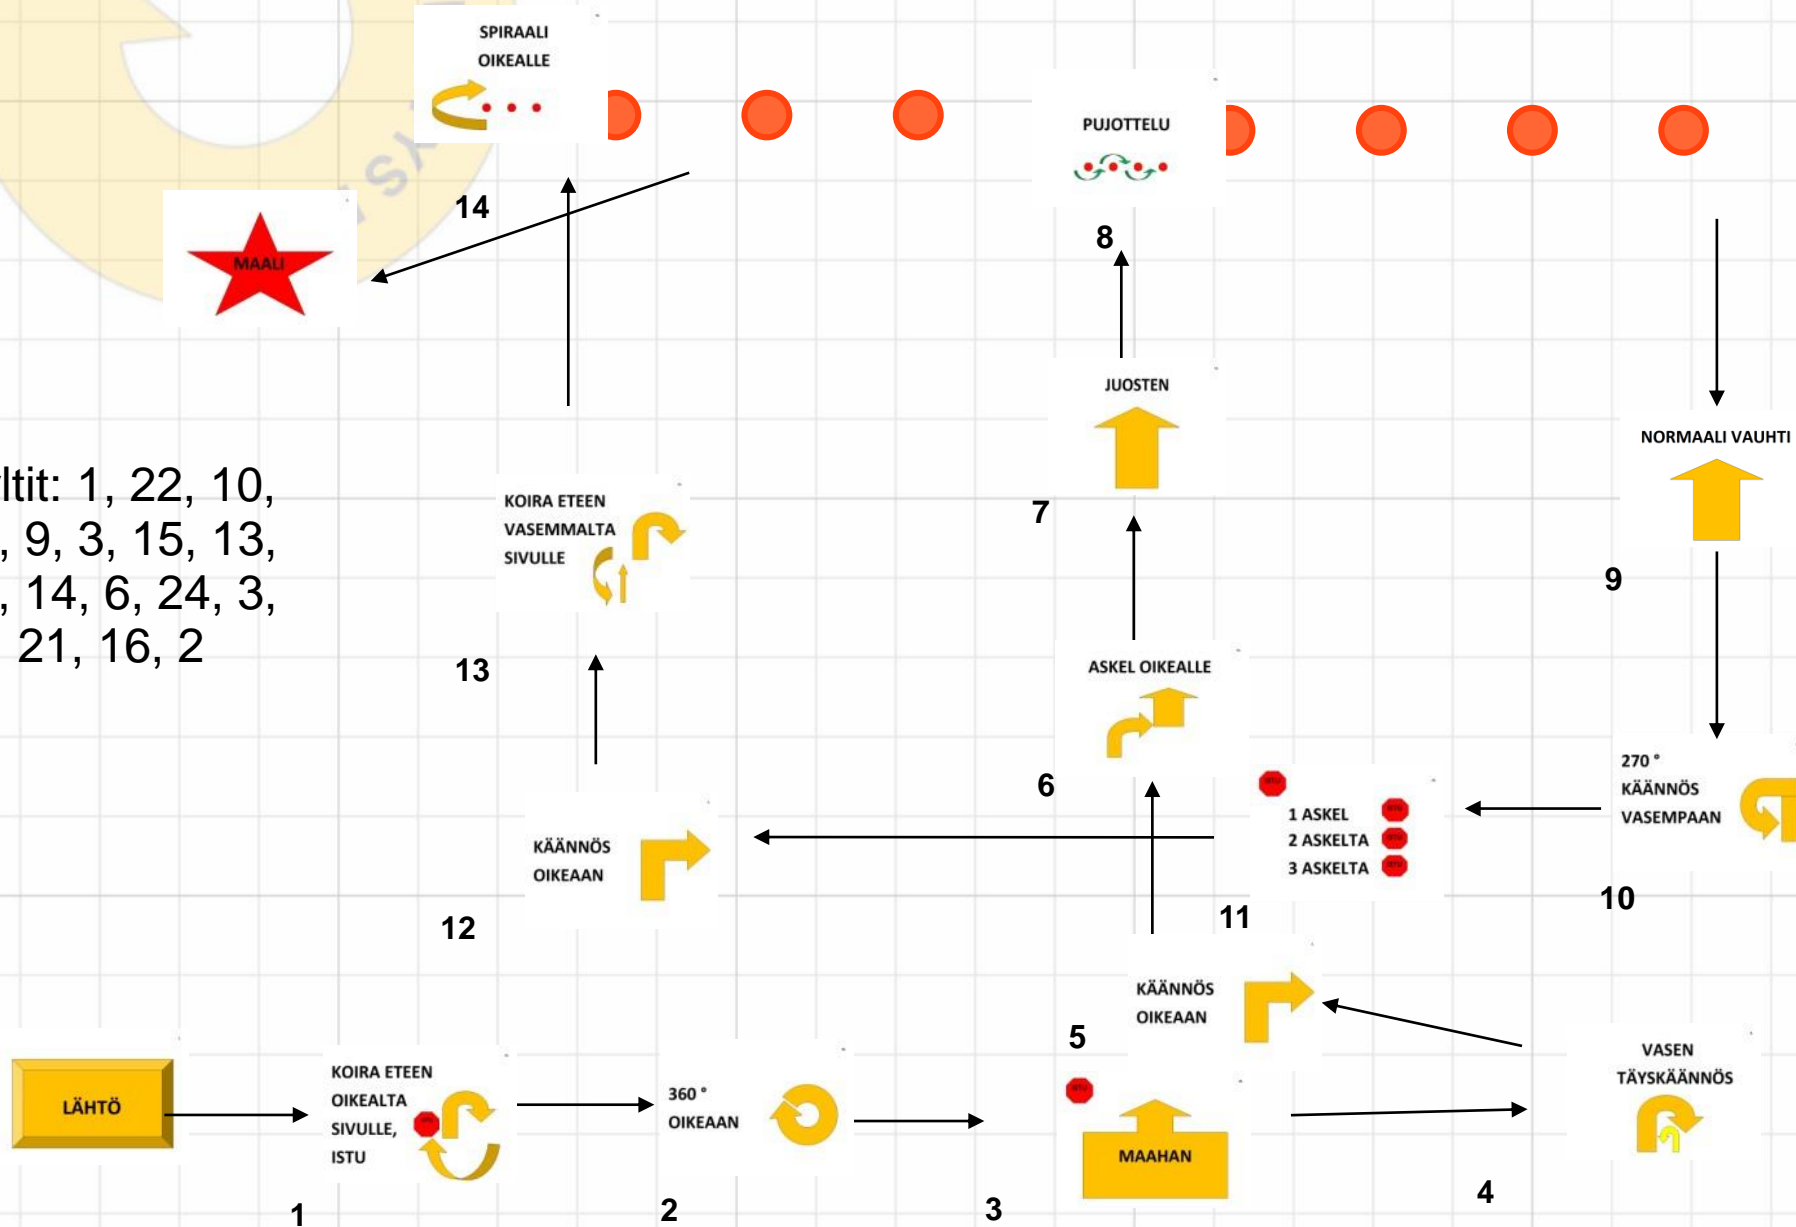 SPIRAALI
OIKEALLE
PUJOTTELU
14
MAALI
8
JUOSTEN
NORMAALI VAUHTI
1, 22, 10,
, 9, 3, 15, 13,
, 14, 6, 24, 3,
21, 16, 2
KOIRA ETEEN
VASEMMALTA
SIVULLE
7
9
13
ASKEL OIKEALLE
6
270 °
KÄÄNNÖS
VASEMPAAN
1 ASKEL
2 ASKELTA
3 ASKELTA
KÄÄNNÖS
OIKEAAN
10
11
12
KÄÄNNÖS
OIKEAAN
5
LÄHTÖ
KOIRA ETEEN
OIKEALTA
SIVULLE,
ISTU
360 °
OIKEAAN
MAAHAN
VASEN
TÄYSKÄÄNNÖS
1
2
3
4